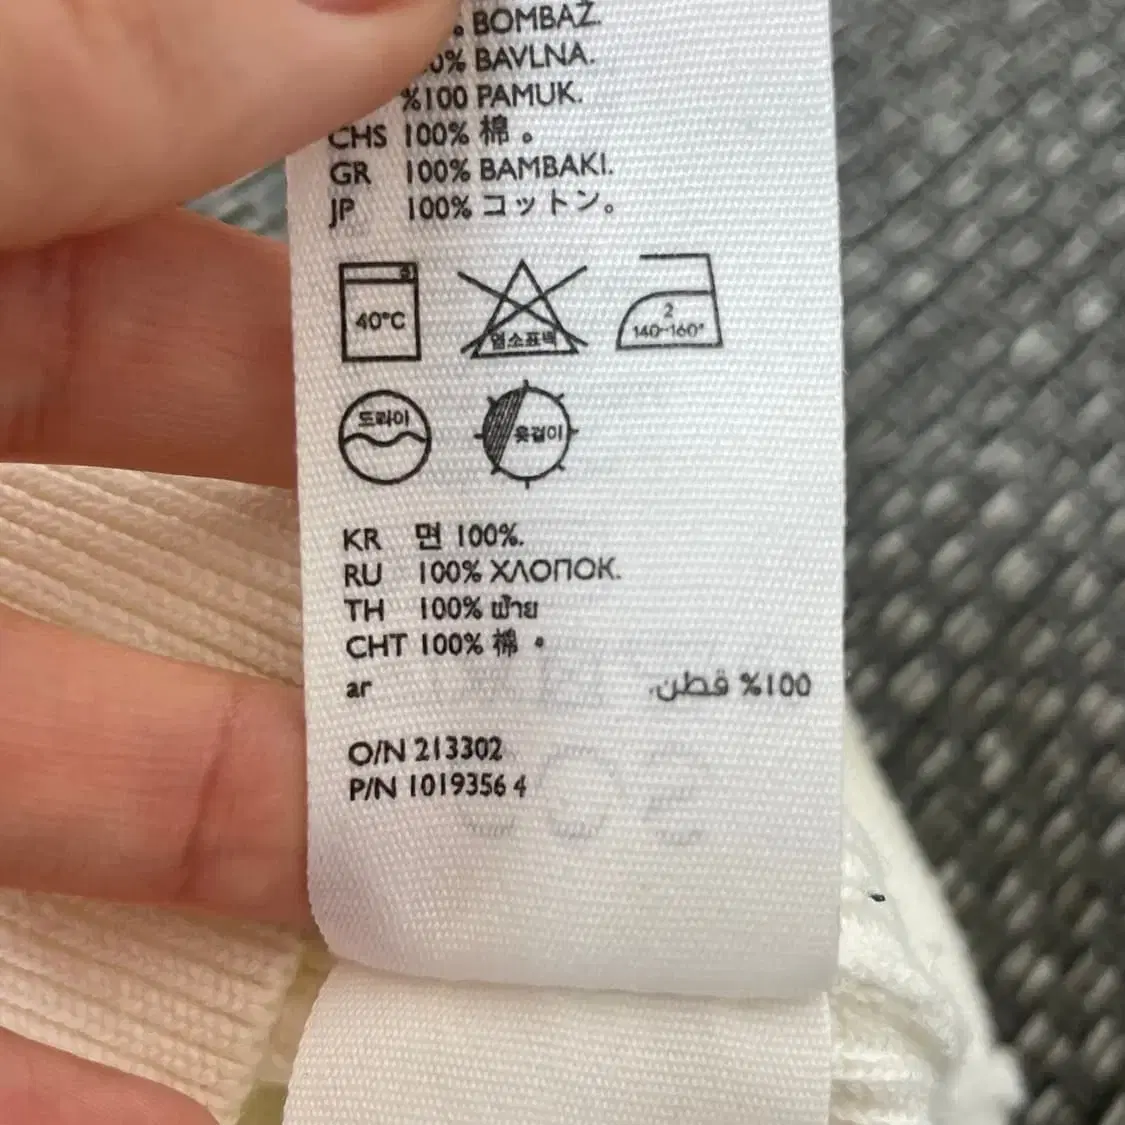 BOMBAŽ.
BAVLNA.
%100 PAMUK.
CHS 100% 棉。
GR 100% BAMBAKI.
JP 100% コットン。
40°C
염소표백
2
140~160°
드라이
옷걸이
KR 면 100%.
RU 100% ХЛОПОК.
TH 100% ฝ้าย
CHT 100% 棉。
ar %100 قطن.
O/N 213302
P/N 1019356 4